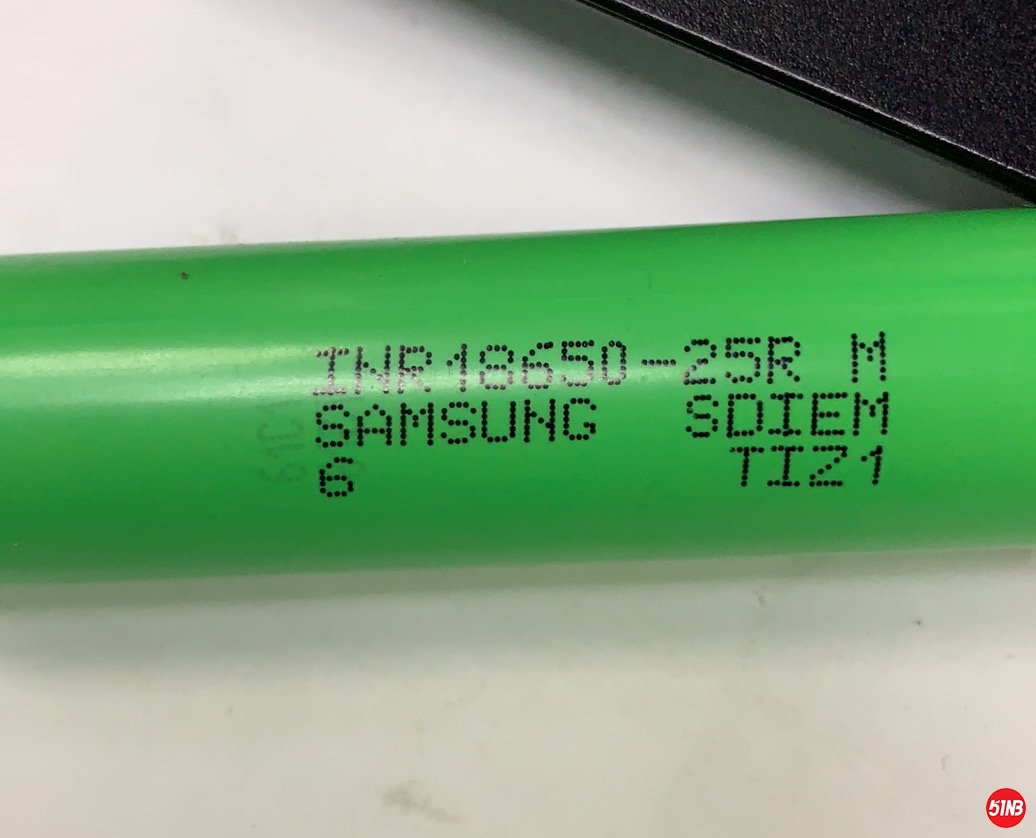 INR18650-25R M
SAMSUNG SDIEM
6 TIZ1
51NB